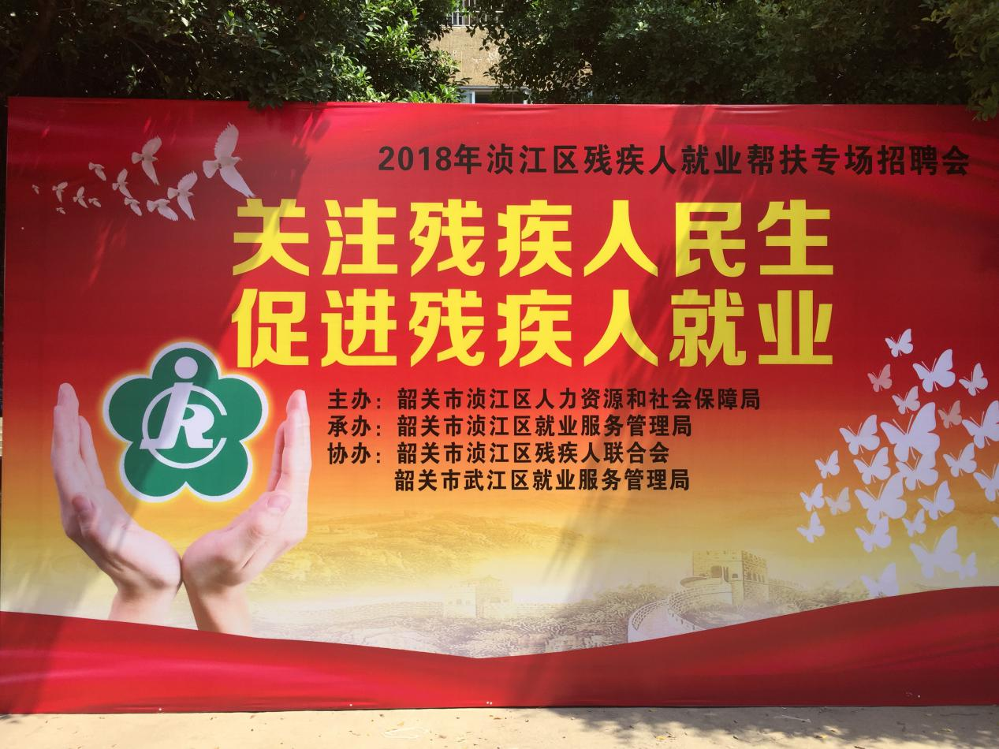 2018年浈江区残疾人就业帮扶专场招聘会
关注残疾人民生
促进残疾人就业
主办：韶关市浈江区人力资源和社会保障局
承办：韶关市浈江区就业服务管理局
协办：韶关市浈江区残疾人联合会
韶关市武江区就业服务管理局